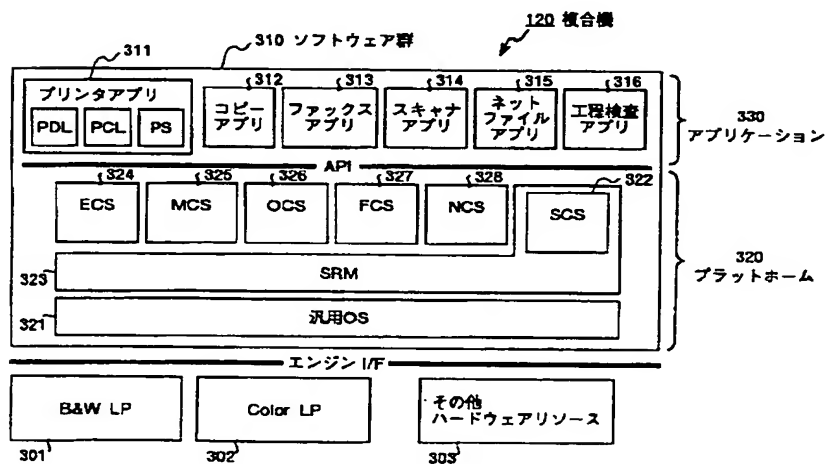 120 複合機
310 ソフトウェア群
311
プリンタアプリ
PDL
PCL
PS
312
コピー
アプリ
313
ファックス
アプリ
314
スキャナ
アプリ
315
ネット
ファイル
アプリ
316
工程検査
アプリ
330
アプリケーション
API
324
ECS
325
MCS
326
OCS
327
FCS
328
NCS
322
SCS
323
SRM
321
汎用OS
320
プラットホーム
エンジン I/F
B&W LP
301
Color LP
302
その他
ハードウェアリソース
303